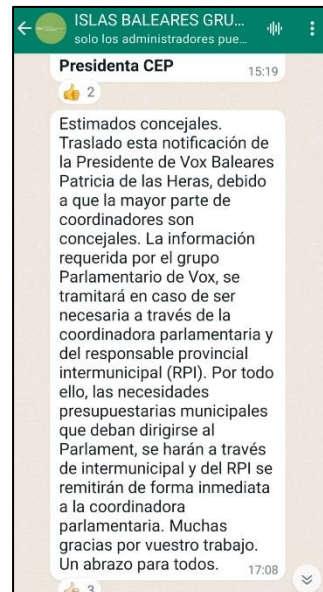 ISLAS BALEARES GRU...
solo los administradores pue...
Presidenta CEP
15:19
👍 2
Estimados concejales.
Traslado esta notificación de
la Presidente de Vox Baleares
Patricia de las Heras, debido
a que la mayor parte de
coordinadores son
concejales. La información
requerida por el grupo
Parlamentario de Vox, se
tramitará en caso de ser
necesaria a través de la
coordinadora parlamentaria y
del responsable provincial
intermunicipal (RPI). Por todo
ello, las necesidades
presupuestarias municipales
que deban dirigirse al
Parlament, se harán a través
de intermunicipal y del RPI se
remitirán de forma inmediata
a la coordinadora
parlamentaria. Muchas
gracias por vuestro trabajo.
Un abrazo para todos.
17:08
👍 3